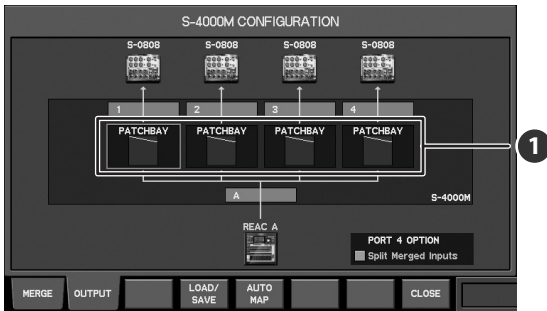 S-4000M CONFIGURATION
S-0808 S-0808 S-0808 S-0808
1 2 3 4
PATCHBAY PATCHBAY PATCHBAY PATCHBAY
1
A
S-4000M
REAC A
PORT 4 OPTION
Split Merged Inputs
MERGE OUTPUT LOAD/ SAVE AUTO MAP CLOSE